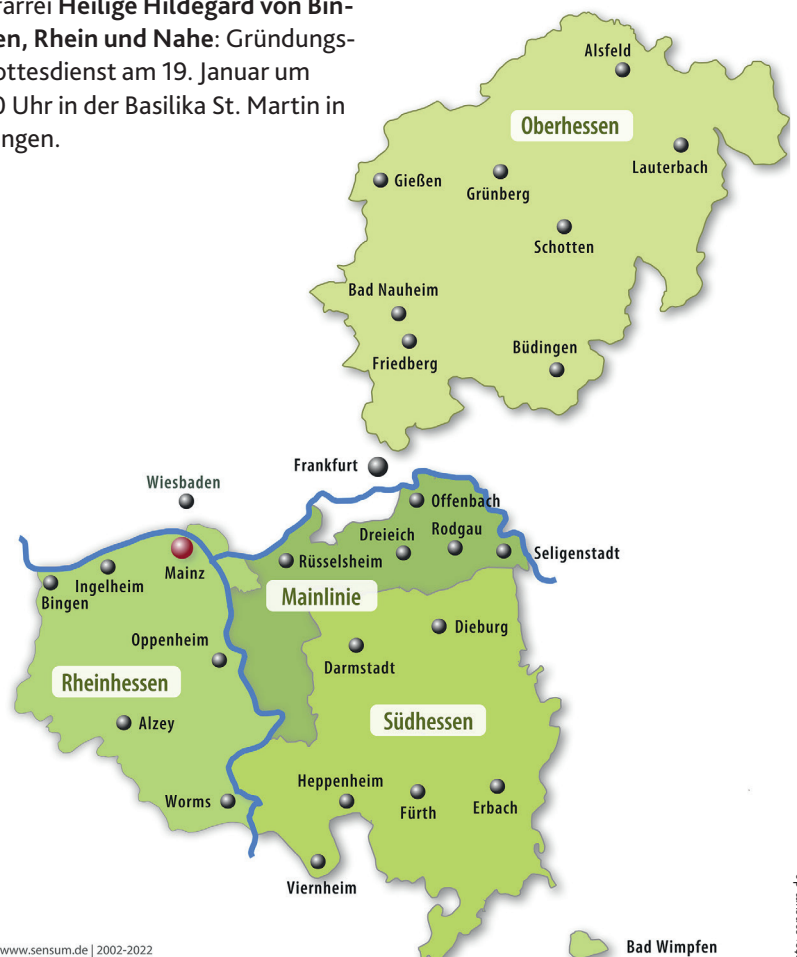 farrei Heilige Hildegard von Bin-
en, Rhein und Nahe: Gründungs-
ottesdienst am 19. Januar um
0 Uhr in der Basilika St. Martin in
ngen.
Alsfeld
Oberhessen
Lauterbach
Gießen
Grünberg
Schotten
Bad Nauheim
Friedberg
Büdingen
Frankfurt
Wiesbaden
Offenbach
Dreieich
Rodgau
Seligenstadt
Rüsselsheim
Mainz
Ingelheim
Bingen
Mainlinie
Dieburg
Oppenheim
Darmstadt
Rheinhessen
Südhessen
Alzey
Heppenheim
Worms
Fürth
Erbach
Viernheim
www.sensum.de | 2002-2022
Bad Wimpfen
sensum.de